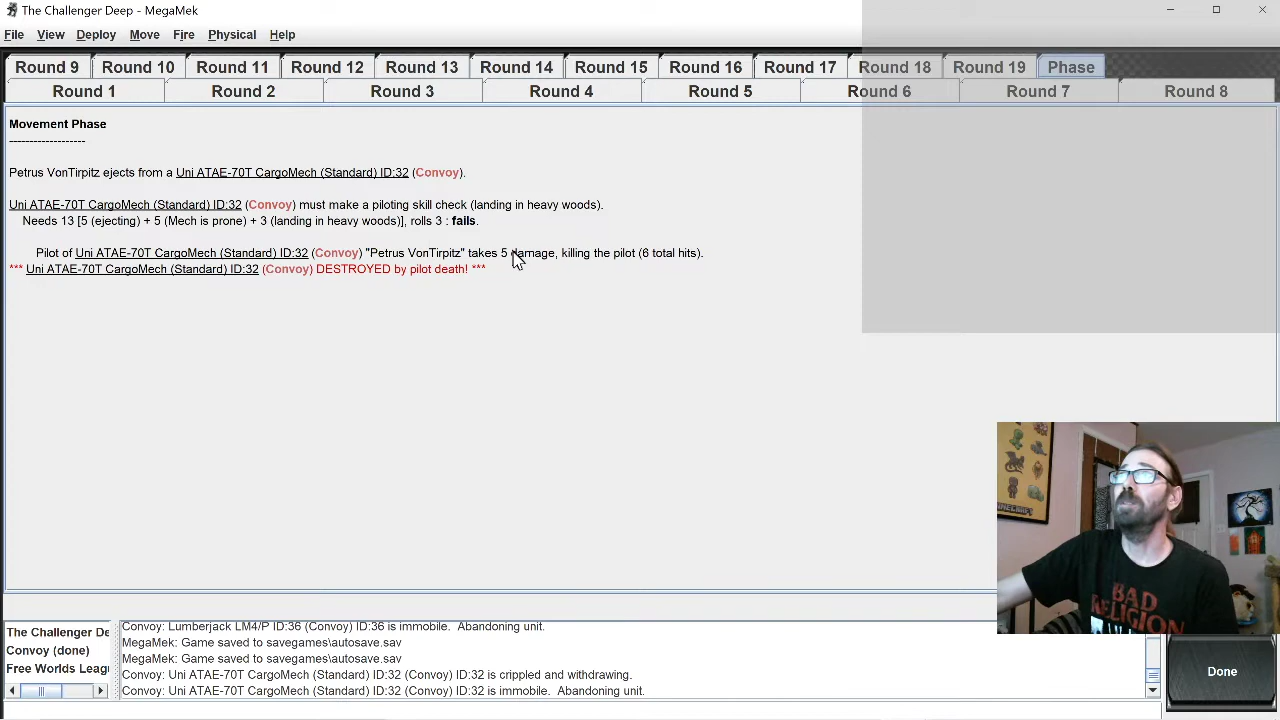 The Challenger Deep - MegaMek
File View Deploy Move Fire Physical Help
Round 9 Round 10 Round 11 Round 12 Round 13 Round 14 Round 15 Round 16 Round 17 Round 18 Round 19 Phase
Round 1 Round 2 Round 3 Round 4 Round 5 Round 6 Round 7 Round 8
Movement Phase
-------------------
Petrus VonTirpitz ejects from a Uni ATAE-70T CargoMech (Standard) ID:32 (Convoy).
Uni ATAE-70T CargoMech (Standard) ID:32 (Convoy) must make a piloting skill check (landing in heavy woods).
Needs 13 [5 (ejecting) + 5 (Mech is prone) + 3 (landing in heavy woods)], rolls 3 : fails.
Pilot of Uni ATAE-70T CargoMech (Standard) ID:32 (Convoy) "Petrus VonTirpitz" takes 5 damage, killing the pilot (6 total hits).
*** Uni ATAE-70T CargoMech (Standard) ID:32 (Convoy) DESTROYED by pilot death! ***
MINECRAFT
BAD
RELIGION
The Challenger De
Convoy (done)
Free Worlds Leag
Convoy: Lumberjack LM4/P ID:36 (Convoy) ID:36 is immobile. Abandoning unit.
MegaMek: Game saved to savegames\autosave.sav
MegaMek: Game saved to savegames\autosave.sav
Convoy: Uni ATAE-70T CargoMech (Standard) ID:32 (Convoy) ID:32 is crippled and withdrawing.
Convoy: Uni ATAE-70T CargoMech (Standard) ID:32 (Convoy) ID:32 is immobile. Abandoning unit.
Done